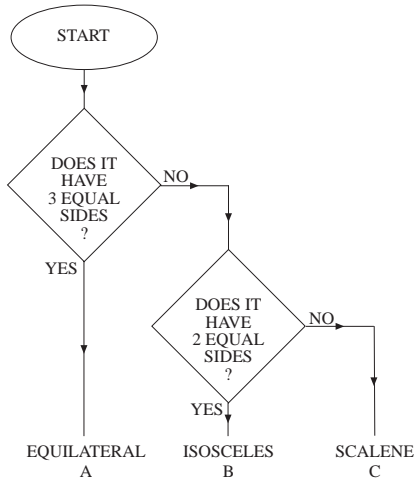 START
DOES IT
HAVE
3 EQUAL
SIDES
?
NO
YES
DOES IT
HAVE
2 EQUAL
SIDES
?
NO
YES
EQUILATERAL
A
ISOSCELES
B
SCALENE
C